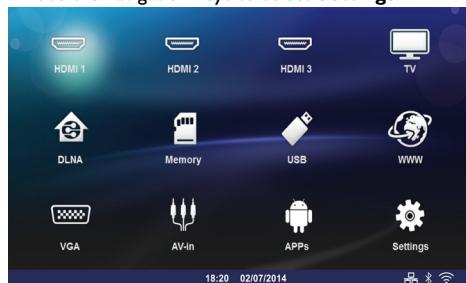 HDMI 1 HDMI 2 HDMI 3 TV
DLNA Memory USB WWW
VGA AV-in APPs Settings
18:20 02/07/2014